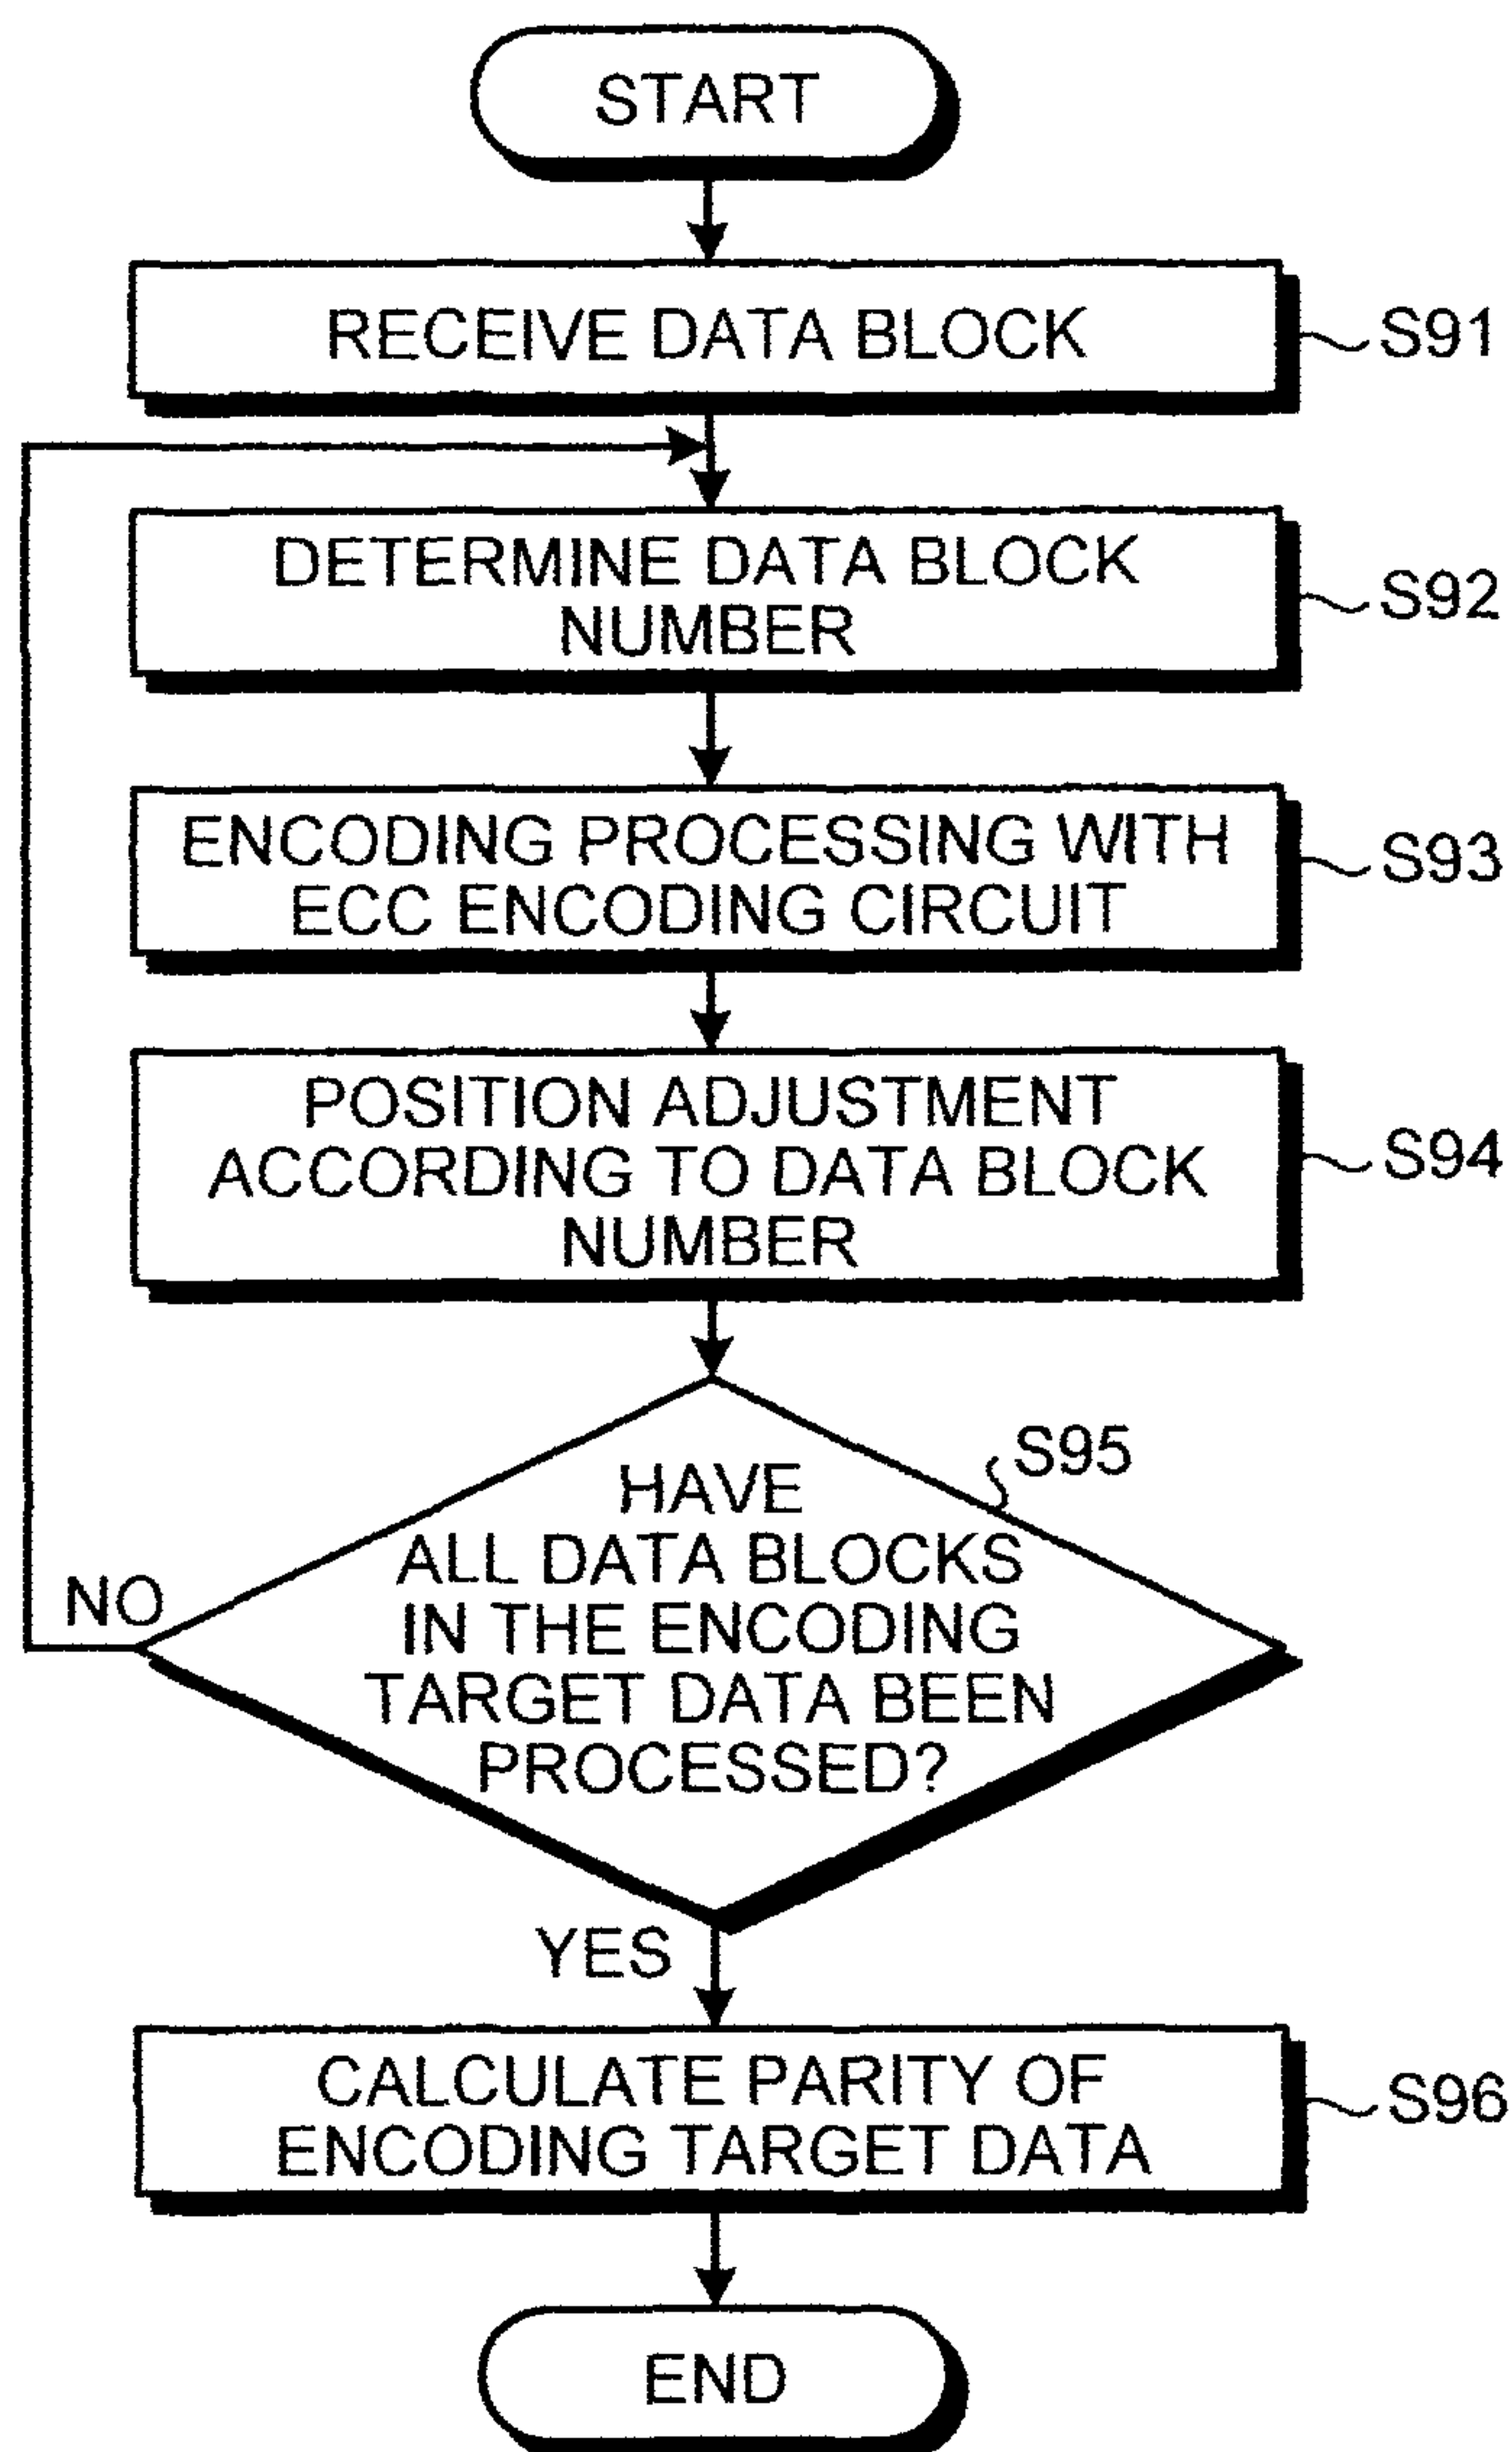 START
RECEIVE DATA BLOCK
S91
DETERMINE DATA BLOCK
NUMBER
S92
ENCODING PROCESSING WITH
ECC ENCODING CIRCUIT
S93
POSITION ADJUSTMENT
ACCORDING TO DATA BLOCK
NUMBER
S94
S95
HAVE
ALL DATA BLOCKS
IN THE ENCODING
TARGET DATA BEEN
PROCESSED?
NO
YES
CALCULATE PARITY OF
ENCODING TARGET DATA
S96
END